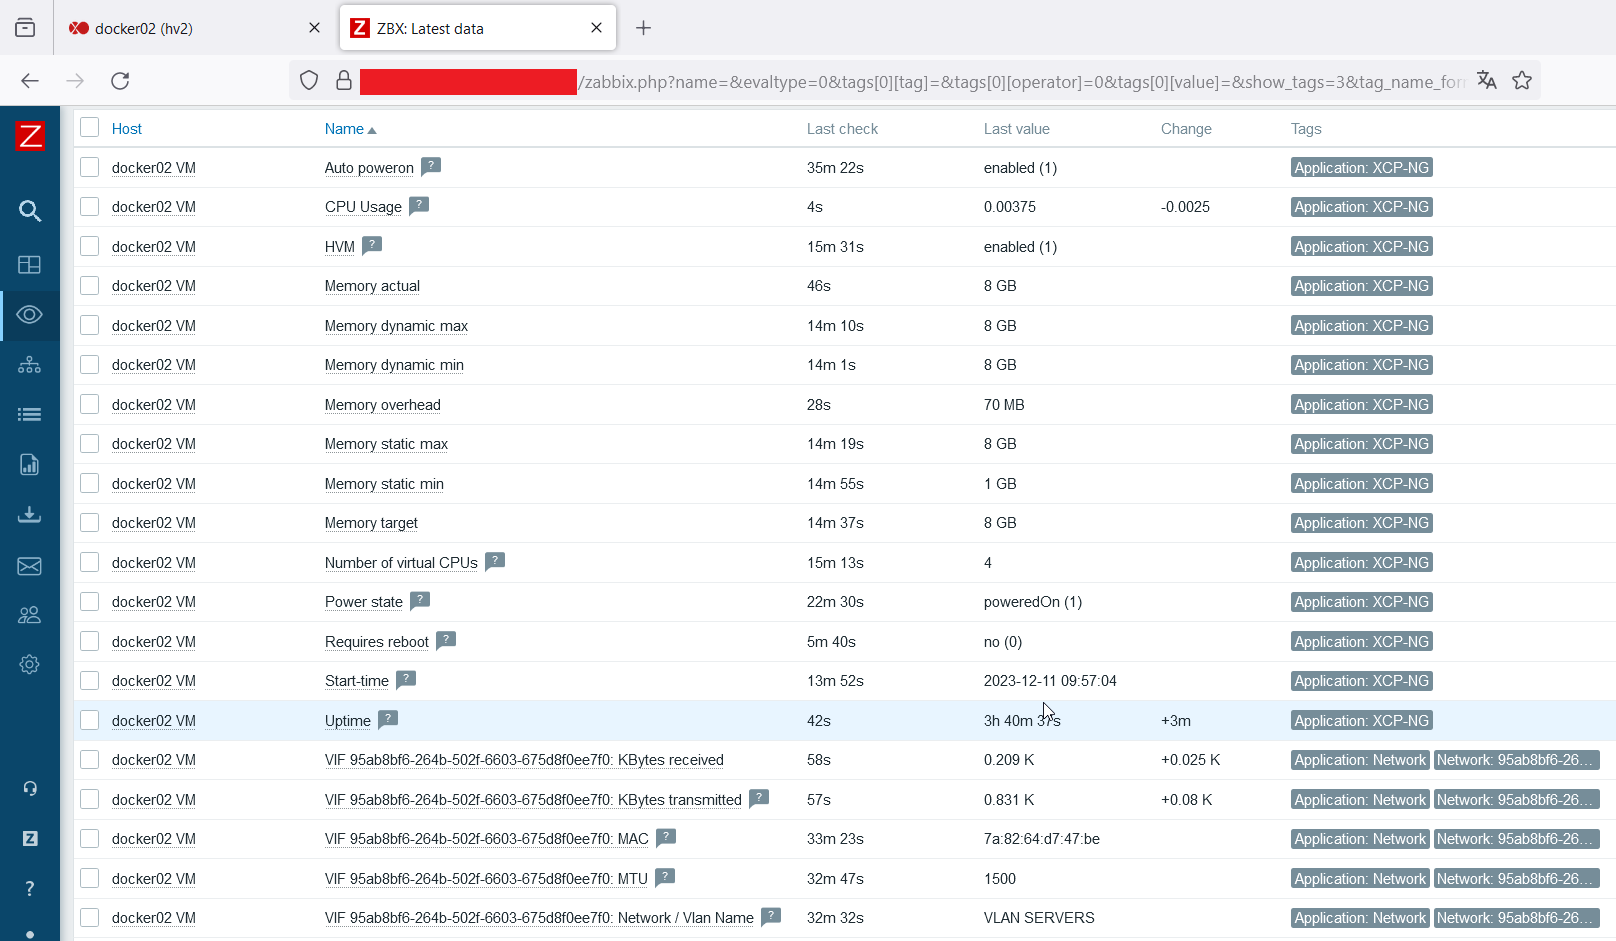 docker02 (hv2)
ZBX: Latest data
/zabbix.php?name=&evaltype=0&tags[0][tag]=&tags[0][operator]=0&tags[0][value]=&show_tags=3&tag_name_for
Host Name Last check Last value Change Tags
docker02 VM Auto poweron ? 35m 22s enabled (1) Application: XCP-NG
docker02 VM CPU Usage ? 4s 0.00375 -0.0025 Application: XCP-NG
docker02 VM HVM ? 15m 31s enabled (1) Application: XCP-NG
docker02 VM Memory actual 46s 8 GB Application: XCP-NG
docker02 VM Memory dynamic max 14m 10s 8 GB Application: XCP-NG
docker02 VM Memory dynamic min 14m 1s 8 GB Application: XCP-NG
docker02 VM Memory overhead 28s 70 MB Application: XCP-NG
docker02 VM Memory static max 14m 19s 8 GB Application: XCP-NG
docker02 VM Memory static min 14m 55s 1 GB Application: XCP-NG
docker02 VM Memory target 14m 37s 8 GB Application: XCP-NG
docker02 VM Number of virtual CPUs ? 15m 13s 4 Application: XCP-NG
docker02 VM Power state ? 22m 30s poweredOn (1) Application: XCP-NG
docker02 VM Requires reboot ? 5m 40s no (0) Application: XCP-NG
docker02 VM Start-time ? 13m 52s 2023-12-11 09:57:04 Application: XCP-NG
docker02 VM Uptime ? 42s 3h 40m 37s +3m Application: XCP-NG
docker02 VM VIF 95ab8bf6-264b-502f-6603-675d8f0ee7f0: KBytes received 58s 0.209 K +0.025 K Application: Network Network: 95ab8bf6-26...
docker02 VM VIF 95ab8bf6-264b-502f-6603-675d8f0ee7f0: KBytes transmitted ? 57s 0.831 K +0.08 K Application: Network Network: 95ab8bf6-26...
docker02 VM VIF 95ab8bf6-264b-502f-6603-675d8f0ee7f0: MAC ? 33m 23s 7a:82:64:d7:47:be Application: Network Network: 95ab8bf6-26...
docker02 VM VIF 95ab8bf6-264b-502f-6603-675d8f0ee7f0: MTU ? 32m 47s 1500 Application: Network Network: 95ab8bf6-26...
docker02 VM VIF 95ab8bf6-264b-502f-6603-675d8f0ee7f0: Network / Vlan Name ? 32m 32s VLAN SERVERS Application: Network Network: 95ab8bf6-26...